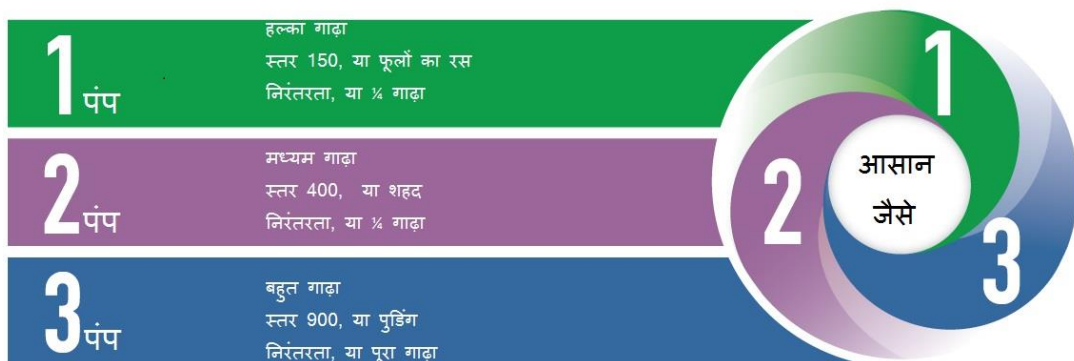 1 पंप
हल्का गाढ़ा
स्तर 150, या फूलों का रस
निरंतरता, या ¼ गाढ़ा
2 पंप
मध्यम गाढ़ा
स्तर 400, या शहद
निरंतरता, या ¼ गाढ़ा
3 पंप
बहुत गाढ़ा
स्तर 900, या पुडिंग
निरंतरता, या पूरा गाढ़ा
1
2
3
आसान
जैसे